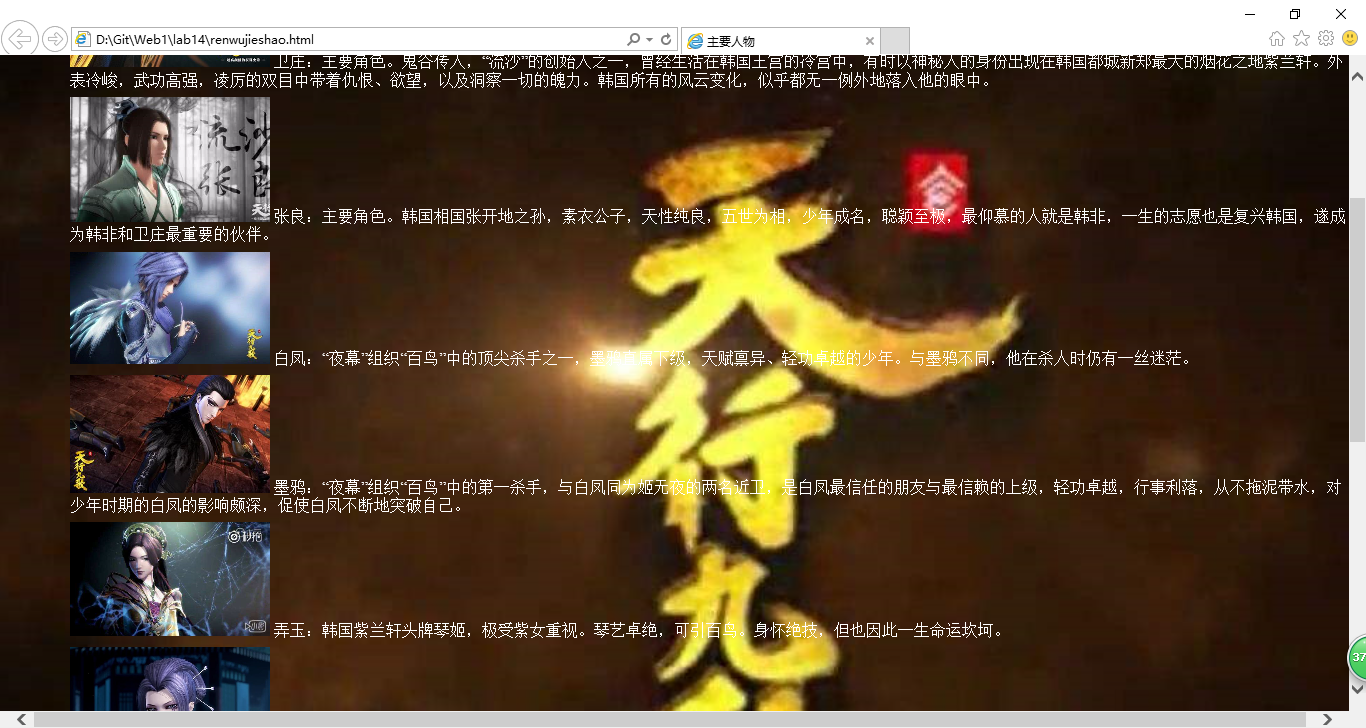 D:\Git\Web1\lab14\renwujieshao.html
主要人物
卫庄：主要角色。鬼谷传人，“流沙”的创始人之一，曾经生活在韩国王宫的冷宫中，有时以神秘人的身份出现在韩国都城新郑最大的烟花之地紫兰轩。外
表冷峻，武功高强，凌厉的双目中带着仇恨、欲望，以及洞察一切的魄力。韩国所有的风云变化，似乎都无一例外地落入他的眼中。
流沙
张良
张良：主要角色。韩国相国张开地之孙，素衣公子，天性纯良，五世为相，少年成名，聪颖至极，最仰慕的人就是韩非，一生的志愿也是复兴韩国，遂成
为韩非和卫庄最重要的伙伴。
天行九歌
白凤：“夜幕”组织“百鸟”中的顶尖杀手之一，墨鸦直属下级，天赋禀异、轻功卓越的少年。与墨鸦不同，他在杀人时仍有一丝迷茫。
天行九歌
墨鸦：“夜幕”组织“百鸟”中的第一杀手，与白凤同为姬无夜的两名近卫，是白凤最信任的朋友与最信赖的上级，轻功卓越，行事利落，从不拖泥带水，对
少年时期的白凤的影响颇深，促使白凤不断地突破自己。
秒拍
弄玉：韩国紫兰轩头牌琴姬，极受紫女重视。琴艺卓绝，可引百鸟。身怀绝技，但也因此一生命运坎坷。
天行九
37